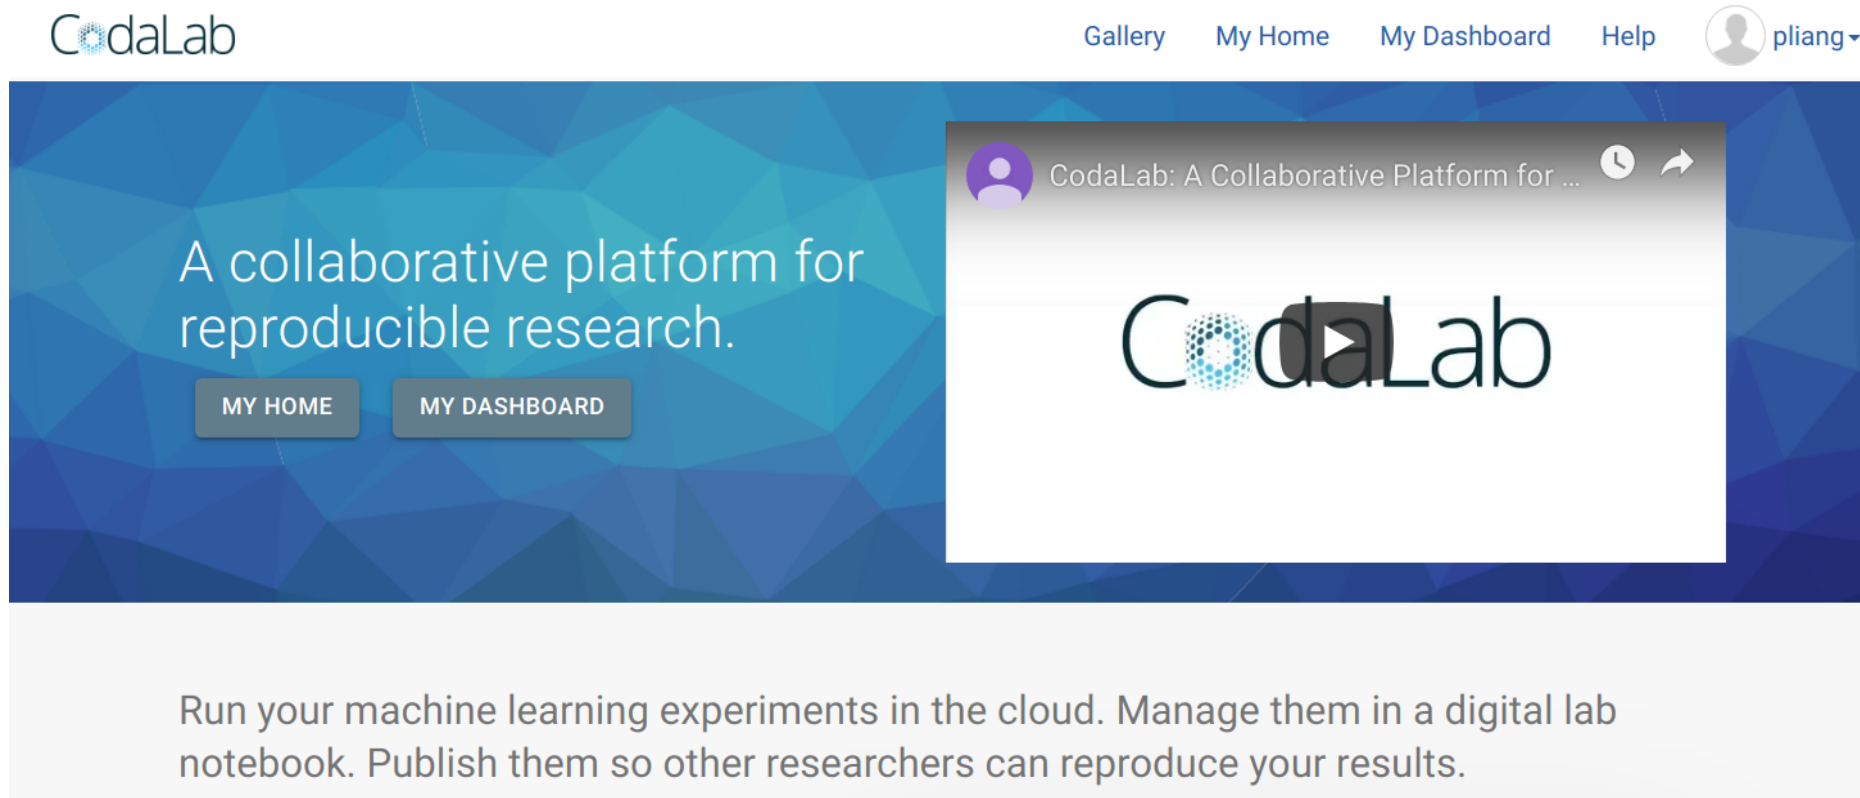 CodaLab
Gallery My Home My Dashboard Help pliang
CodaLab: A Collaborative Platform for ...
A collaborative platform for
reproducible research.
CodaLab
MY HOME MY DASHBOARD
Run your machine learning experiments in the cloud. Manage them in a digital lab
notebook. Publish them so other researchers can reproduce your results.